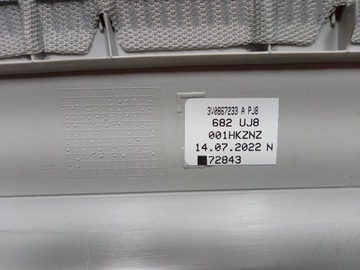 3V0867233 A PJ8
682 UJ8
001HKZNZ
14.07.2022 N
72843